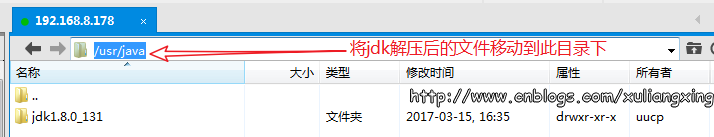 192.168.8.178
/usr/java
将jdk解压后的文件移动到此目录下
名称 大小 类型 修改时间 属性 所有者
..
http://www.cnblogs.com/xuliangxing
jdk1.8.0_131 文件夹 2017-03-15, 16:35 drwxr-xr-x uucp